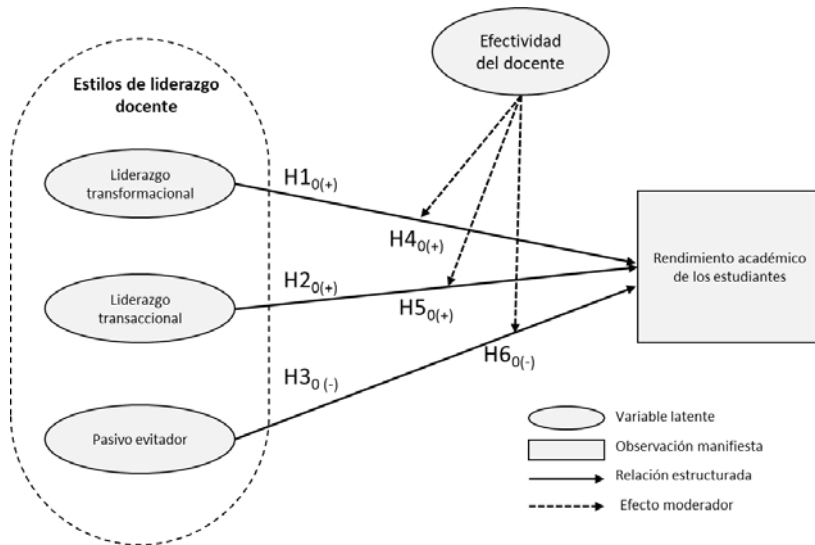 Efectividad
del docente
Estilos de liderazgo
docente
Liderazgo
transformacional
H1₀(+)
H4₀(+)
Rendimiento académico
de los estudiantes
Liderazgo
transaccional
H2₀(+)
H5₀(+)
H6₀(-)
H3₀ (-)
Pasivo evitador
Variable latente
Observación manifiesta
Relación estructurada
Efecto moderador